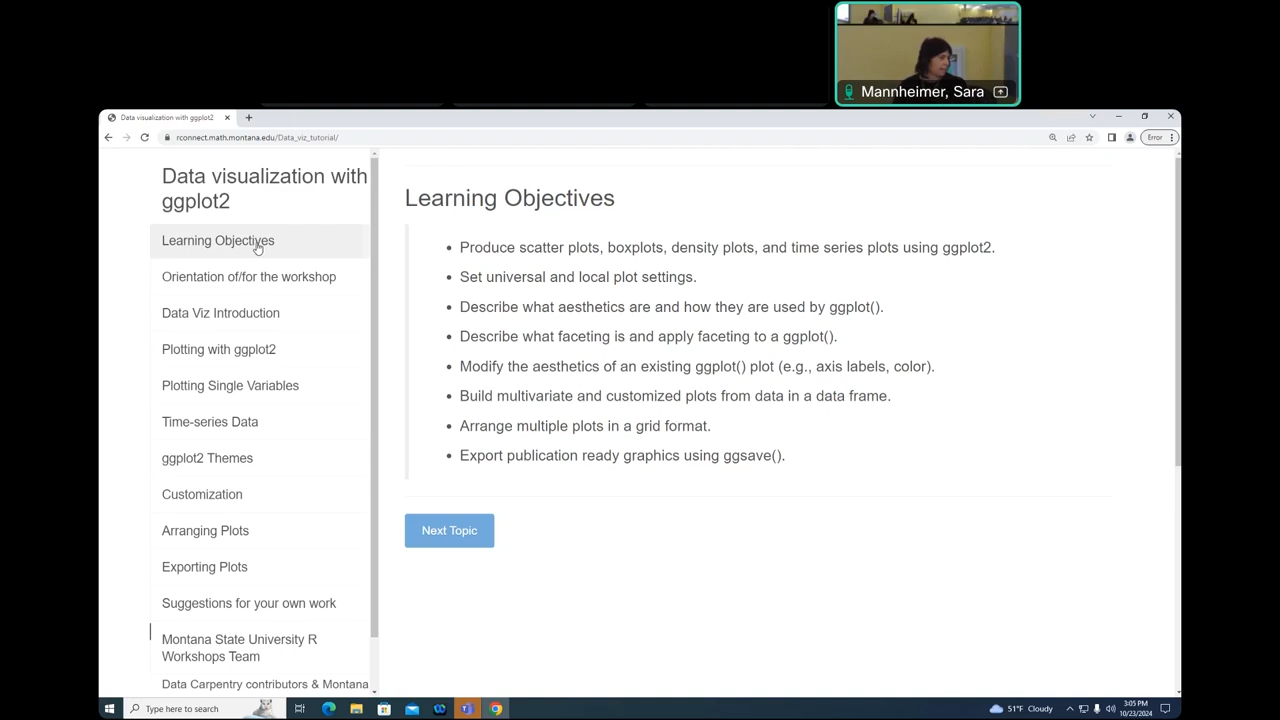 Mannheimer, Sara
Data visualization with ggplot2
Error
rconnect.math.montana.edu/Data_viz_tutorial/
Data visualization with
ggplot2
Learning Objectives
Orientation of/for the workshop
Data Viz Introduction
Plotting with ggplot2
Plotting Single Variables
Time-series Data
ggplot2 Themes
Customization
Arranging Plots
Exporting Plots
Suggestions for your own work
Montana State University R
Workshops Team
Data Carpentry contributors & Montana
Learning Objectives
Produce scatter plots, boxplots, density plots, and time series plots using ggplot2.
Set universal and local plot settings.
Describe what aesthetics are and how they are used by ggplot().
Describe what faceting is and apply faceting to a ggplot().
Modify the aesthetics of an existing ggplot() plot (e.g., axis labels, color).
Build multivariate and customized plots from data in a data frame.
Arrange multiple plots in a grid format.
Export publication ready graphics using ggsave().
Next Topic
Type here to search
51°F Cloudy
3:05 PM
10/23/2024